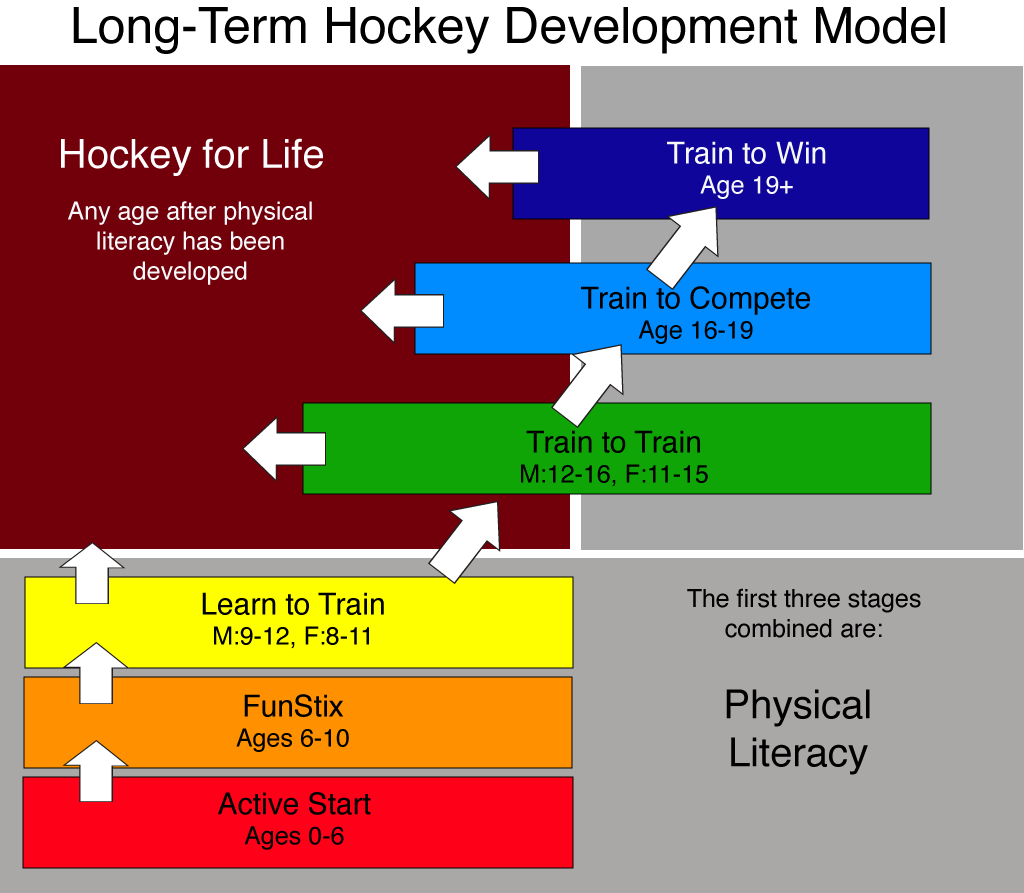 Long-Term Hockey Development Model
Hockey for Life
Any age after physical
literacy has been
developed
Train to Win
Age 19+
Train to Compete
Age 16-19
Train to Train
M:12-16, F:11-15
Learn to Train
M:9-12, F:8-11
FunStix
Ages 6-10
Active Start
Ages 0-6
The first three stages
combined are:
Physical
Literacy